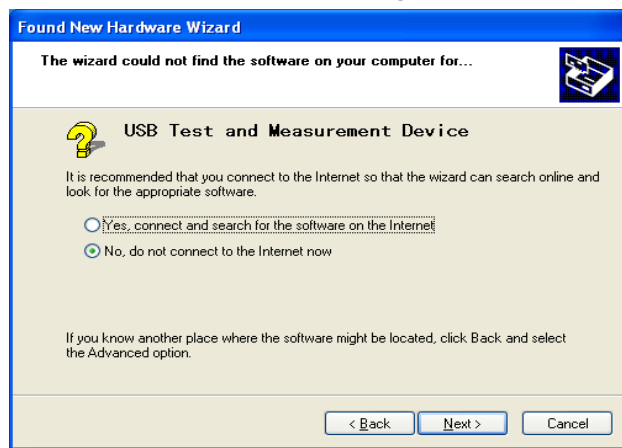 Found New Hardware Wizard
The wizard could not find the software on your computer for...
USB Test and Measurement Device
It is recommended that you connect to the Internet so that the wizard can search online and
look for the appropriate software.
Yes, connect and search for the software on the Internet
No, do not connect to the Internet now
If you know another place where the software might be located, click Back and select
the Advanced option.
< Back Next > Cancel